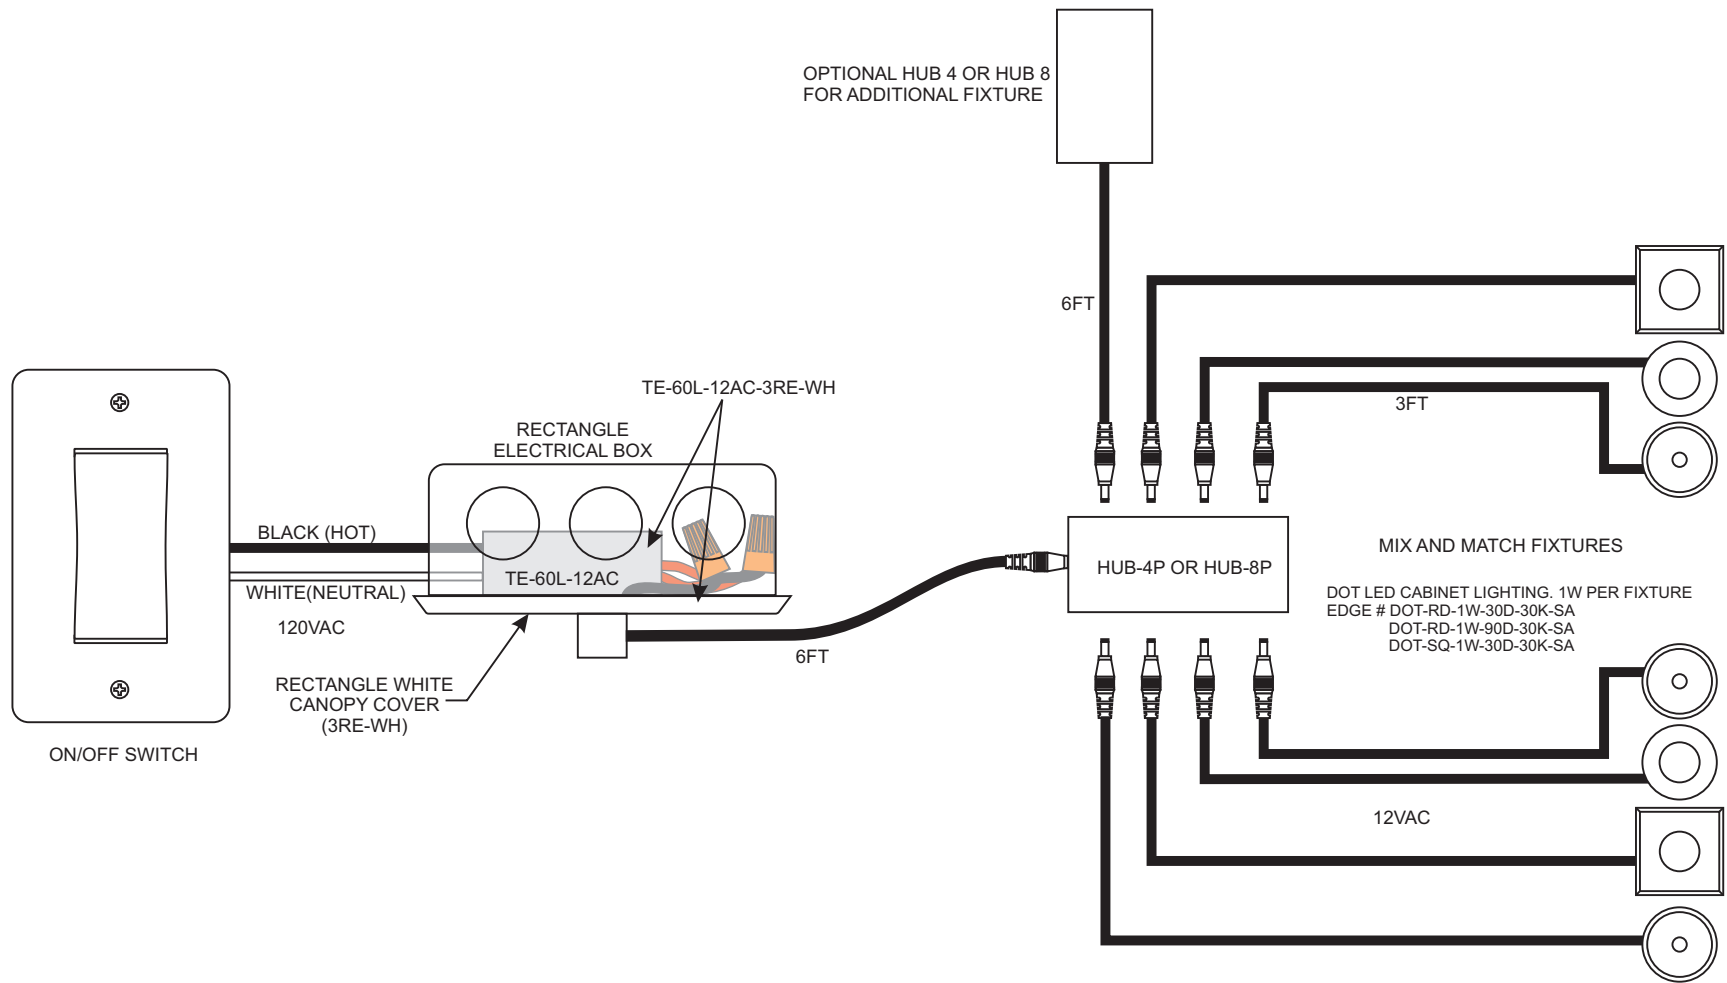 OPTIONAL HUB 4 OR HUB 8
FOR ADDITIONAL FIXTURE
6FT
3FT
TE-60L-12AC-3RE-WH
RECTANGLE
ELECTRICAL BOX
BLACK (HOT)
TE-60L-12AC
WHITE(NEUTRAL)
120VAC
6FT
RECTANGLE WHITE
CANOPY COVER
(3RE-WH)
ON/OFF SWITCH
HUB-4P OR HUB-8P
MIX AND MATCH FIXTURES
DOT LED CABINET LIGHTING. 1W PER FIXTURE
EDGE # DOT-RD-1W-30D-30K-SA
DOT-RD-1W-90D-30K-SA
DOT-SQ-1W-30D-30K-SA
12VAC